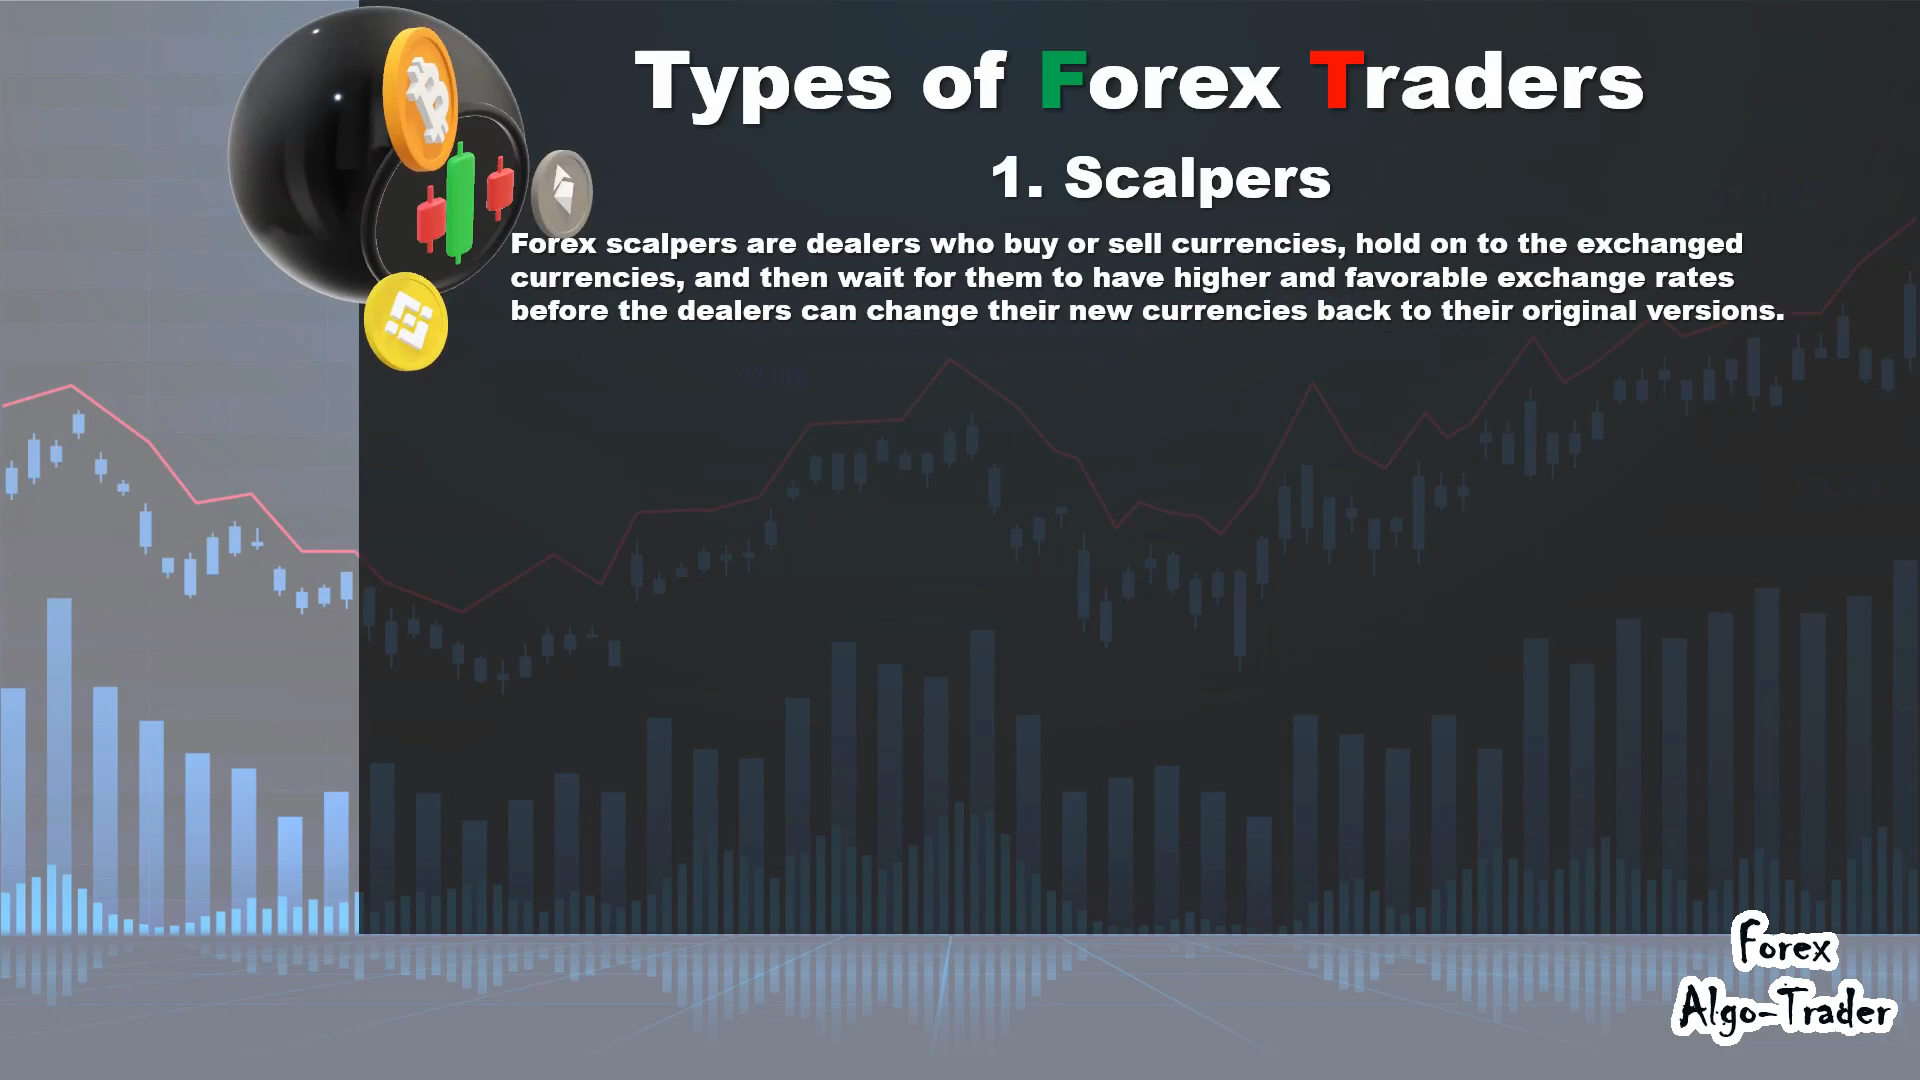 Types of Forex Traders
1. Scalpers
Forex scalpers are dealers who buy or sell currencies, hold on to the exchanged
currencies, and then wait for them to have higher and favorable exchange rates
before the dealers can change their new currencies back to their original versions.
Forex
Algo-Trader